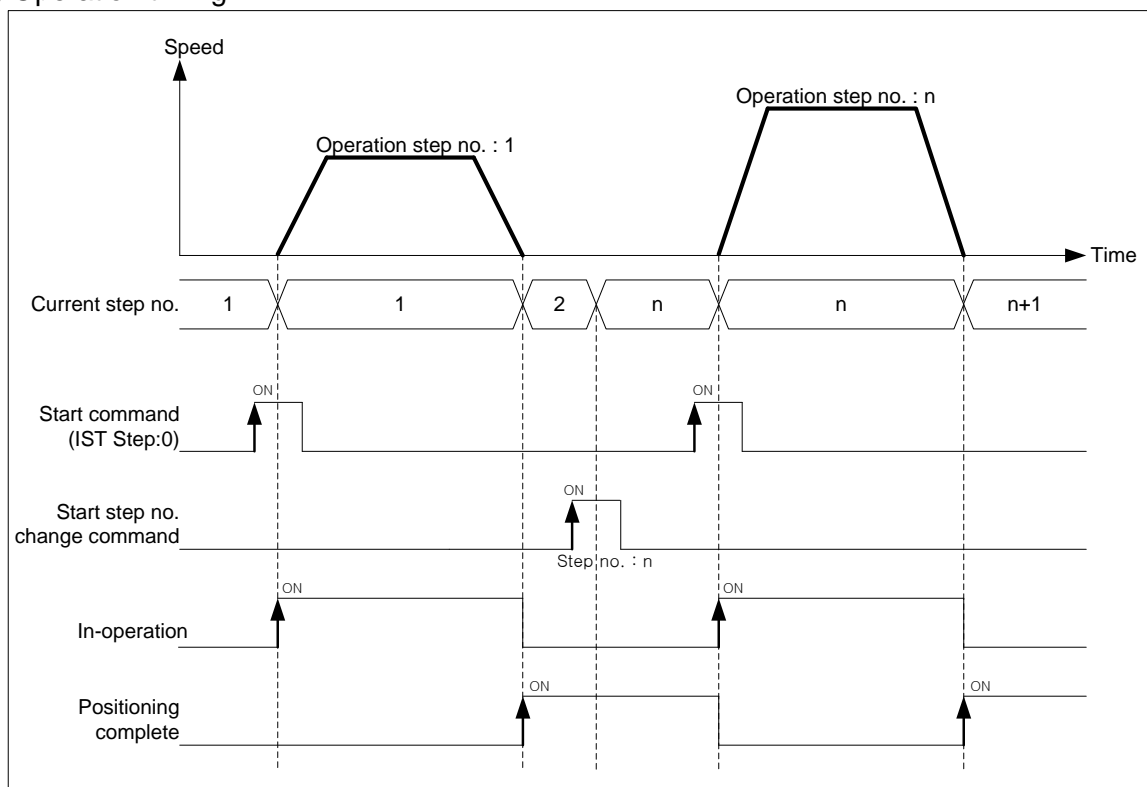 Speed
Operation step no. : n
Operation step no. : 1
Time
Current step no.
1
1
2
n
n
n+1
ON
ON
Start command
(IST Step:0)
ON
Start step no.
change command
Step no. : n
ON
ON
In-operation
ON
ON
Positioning
complete